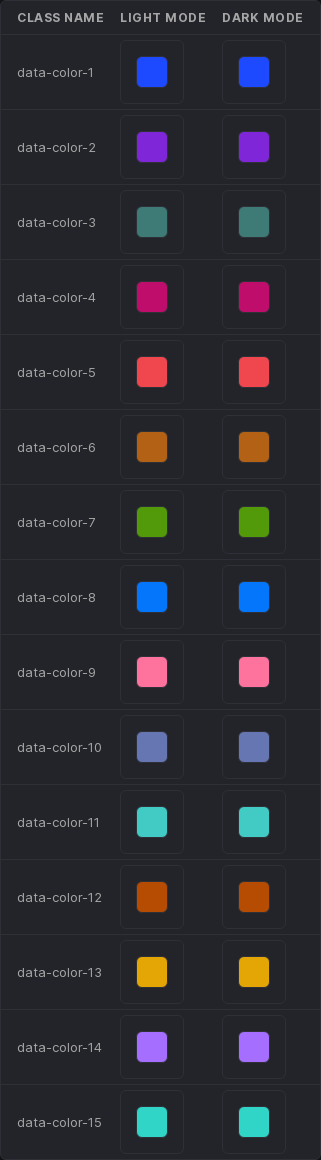 CLASS NAME LIGHT MODE DARK MODE
data-color-1
data-color-2
data-color-3
data-color-4
data-color-5
data-color-6
data-color-7
data-color-8
data-color-9
data-color-10
data-color-11
data-color-12
data-color-13
data-color-14
data-color-15